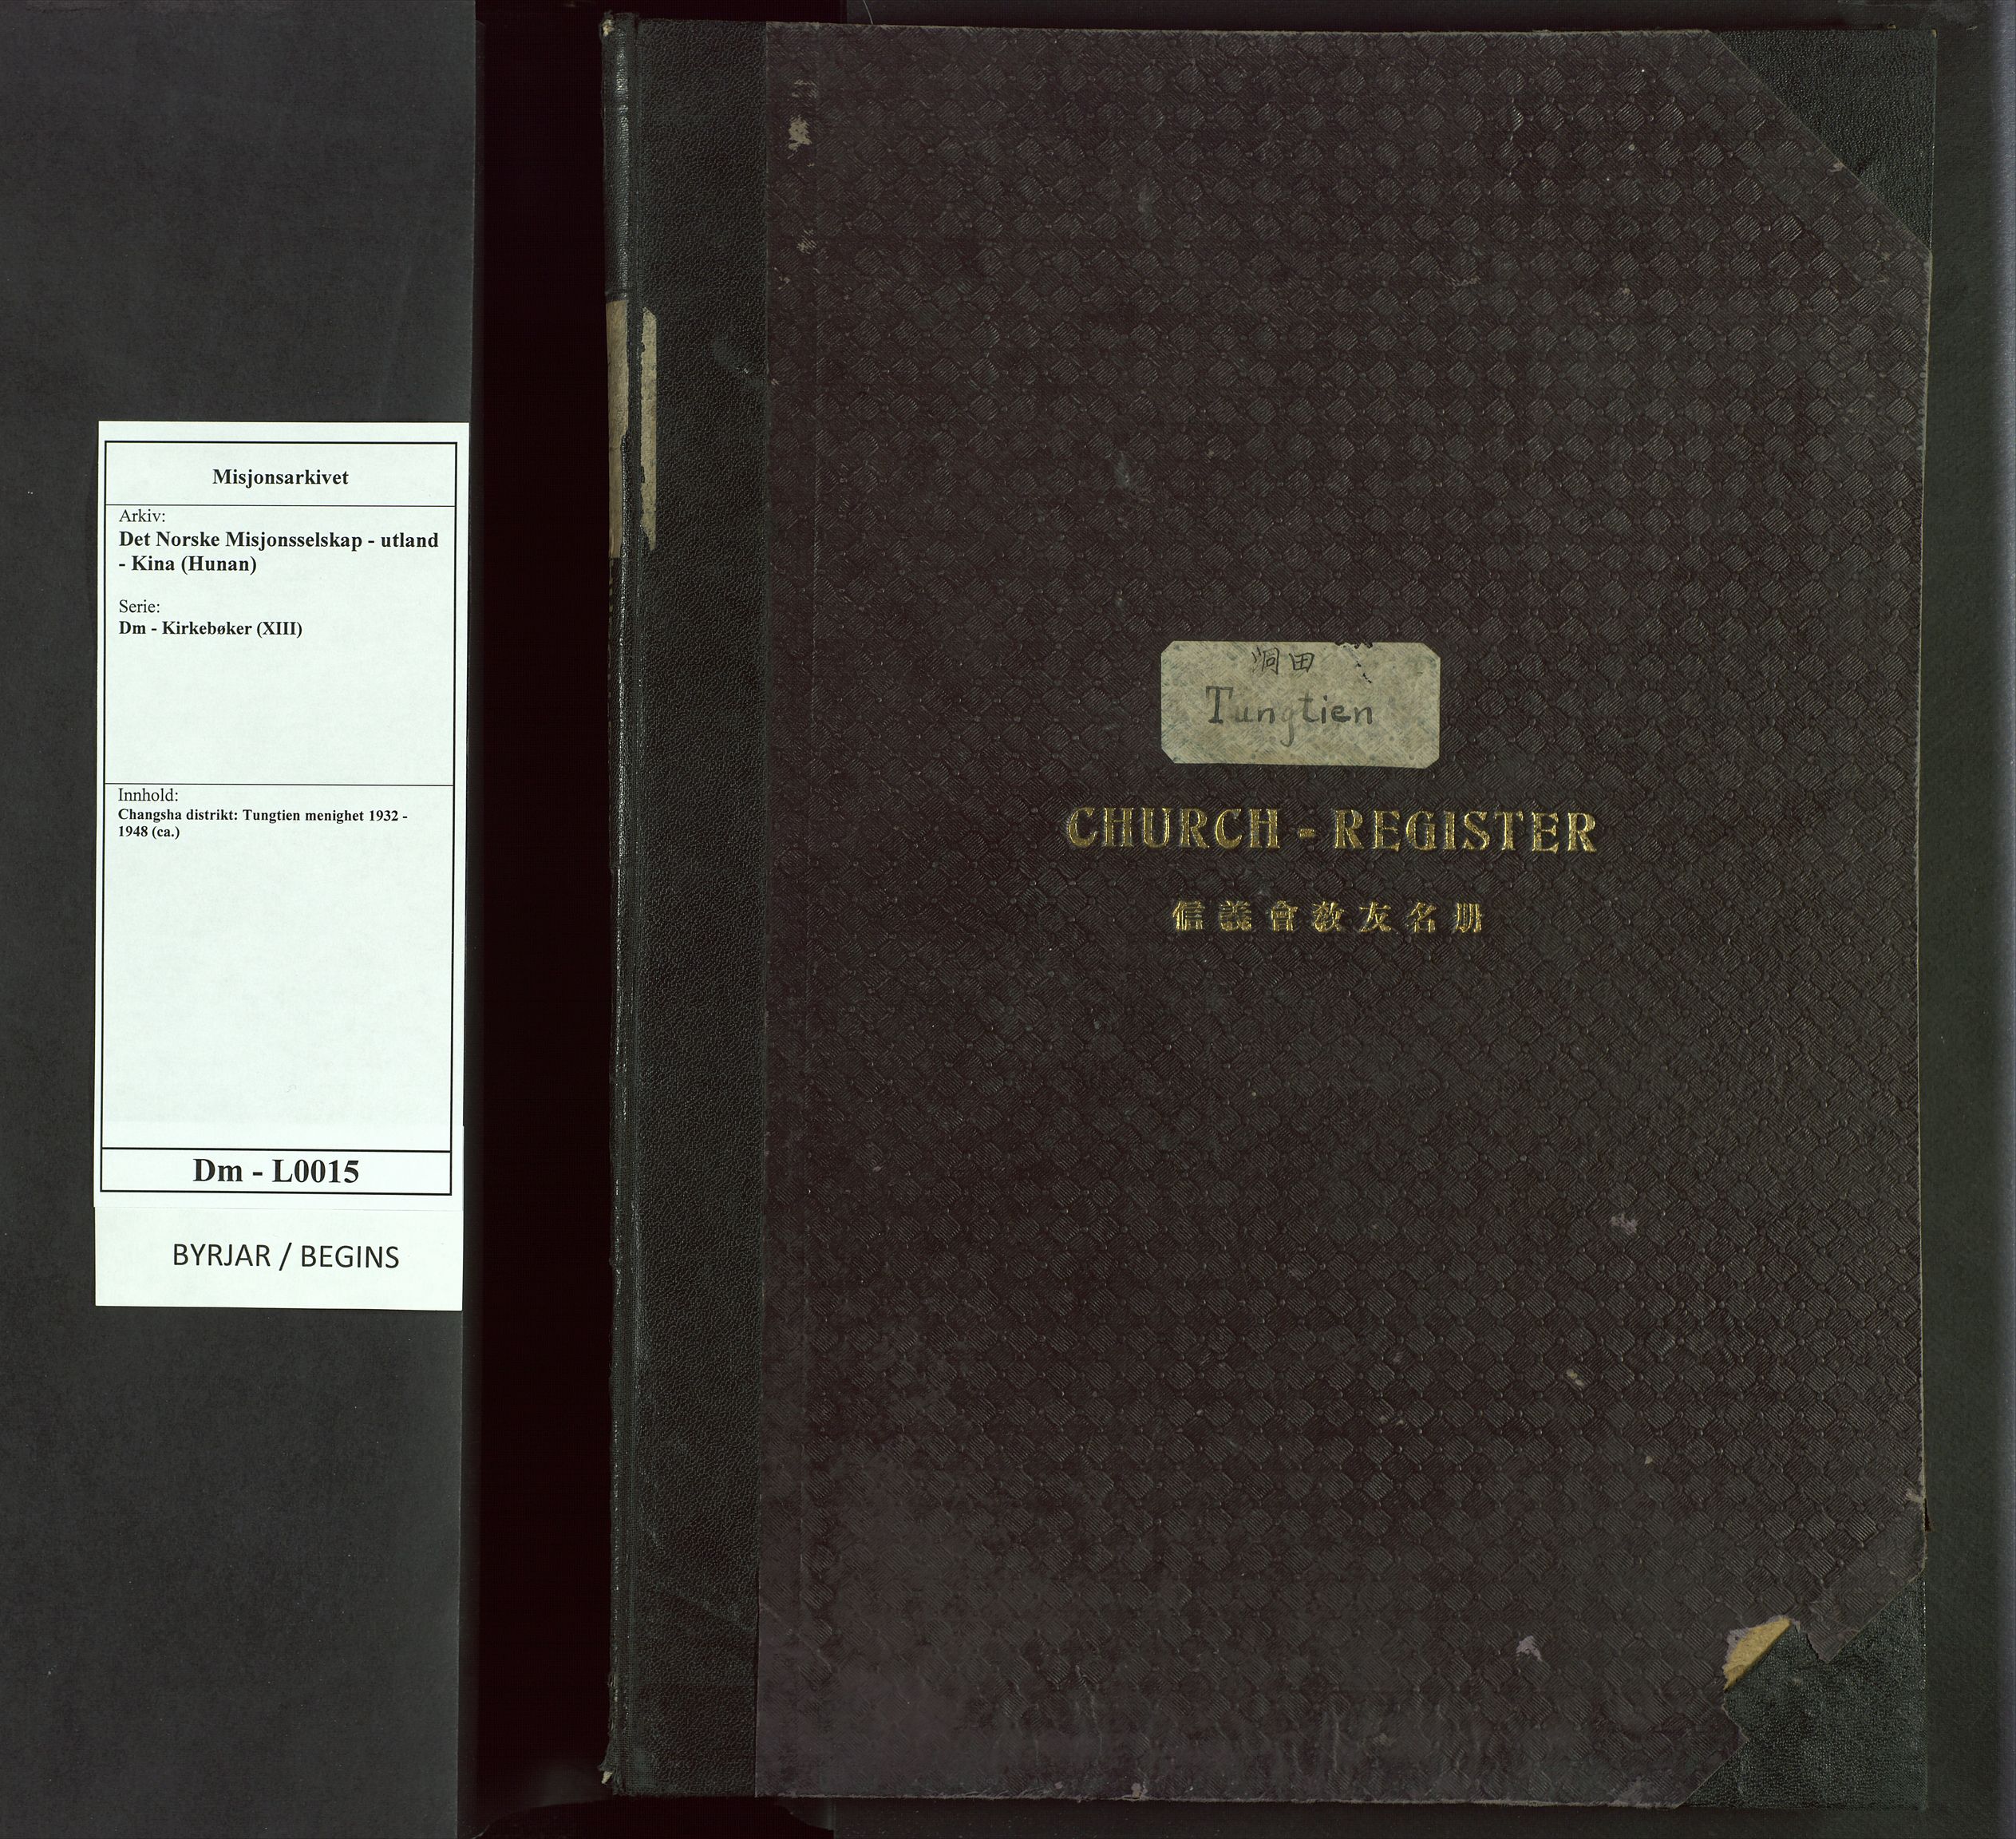 Misjonsarkivet
Arkiv:
Det Norske Misjonsselskap - utland
- Kina (Hunan)
Serie:
Dm - Kirkebøker (XIII)
Innhold:
Changsha distrikt: Tungtien menighet 1932 -
1948 (ca.)
Dm - L0015
BYRJAR / BEGINS
洞田
Tungtien
CHURCH - REGISTER
信義會教友名册